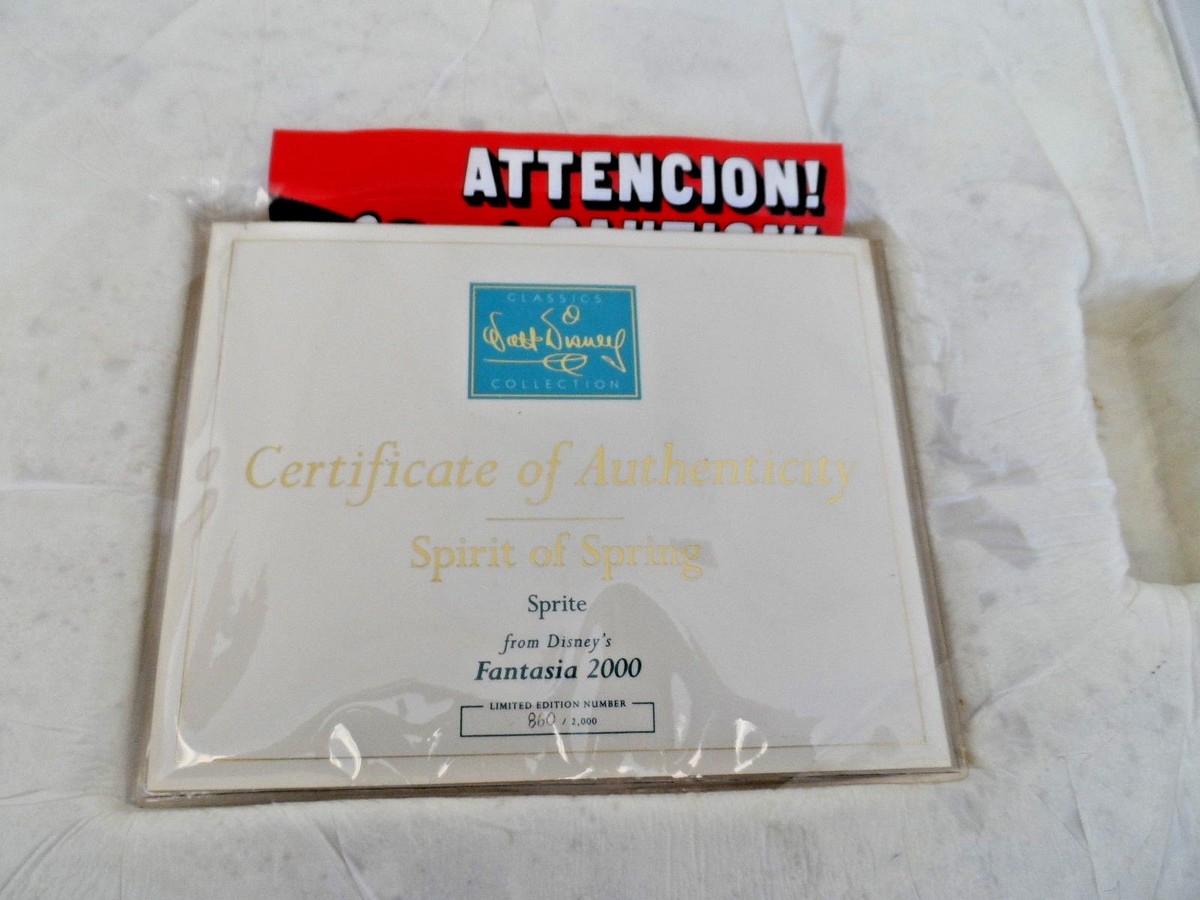 ATTENCION!
CAUTION!
CLASSICS
Walt Disney
COLLECTION
Certificate of Authenticity
Spirit of Spring
Sprite
from Disney's
Fantasia 2000
LIMITED EDITION NUMBER
860 / 2,000